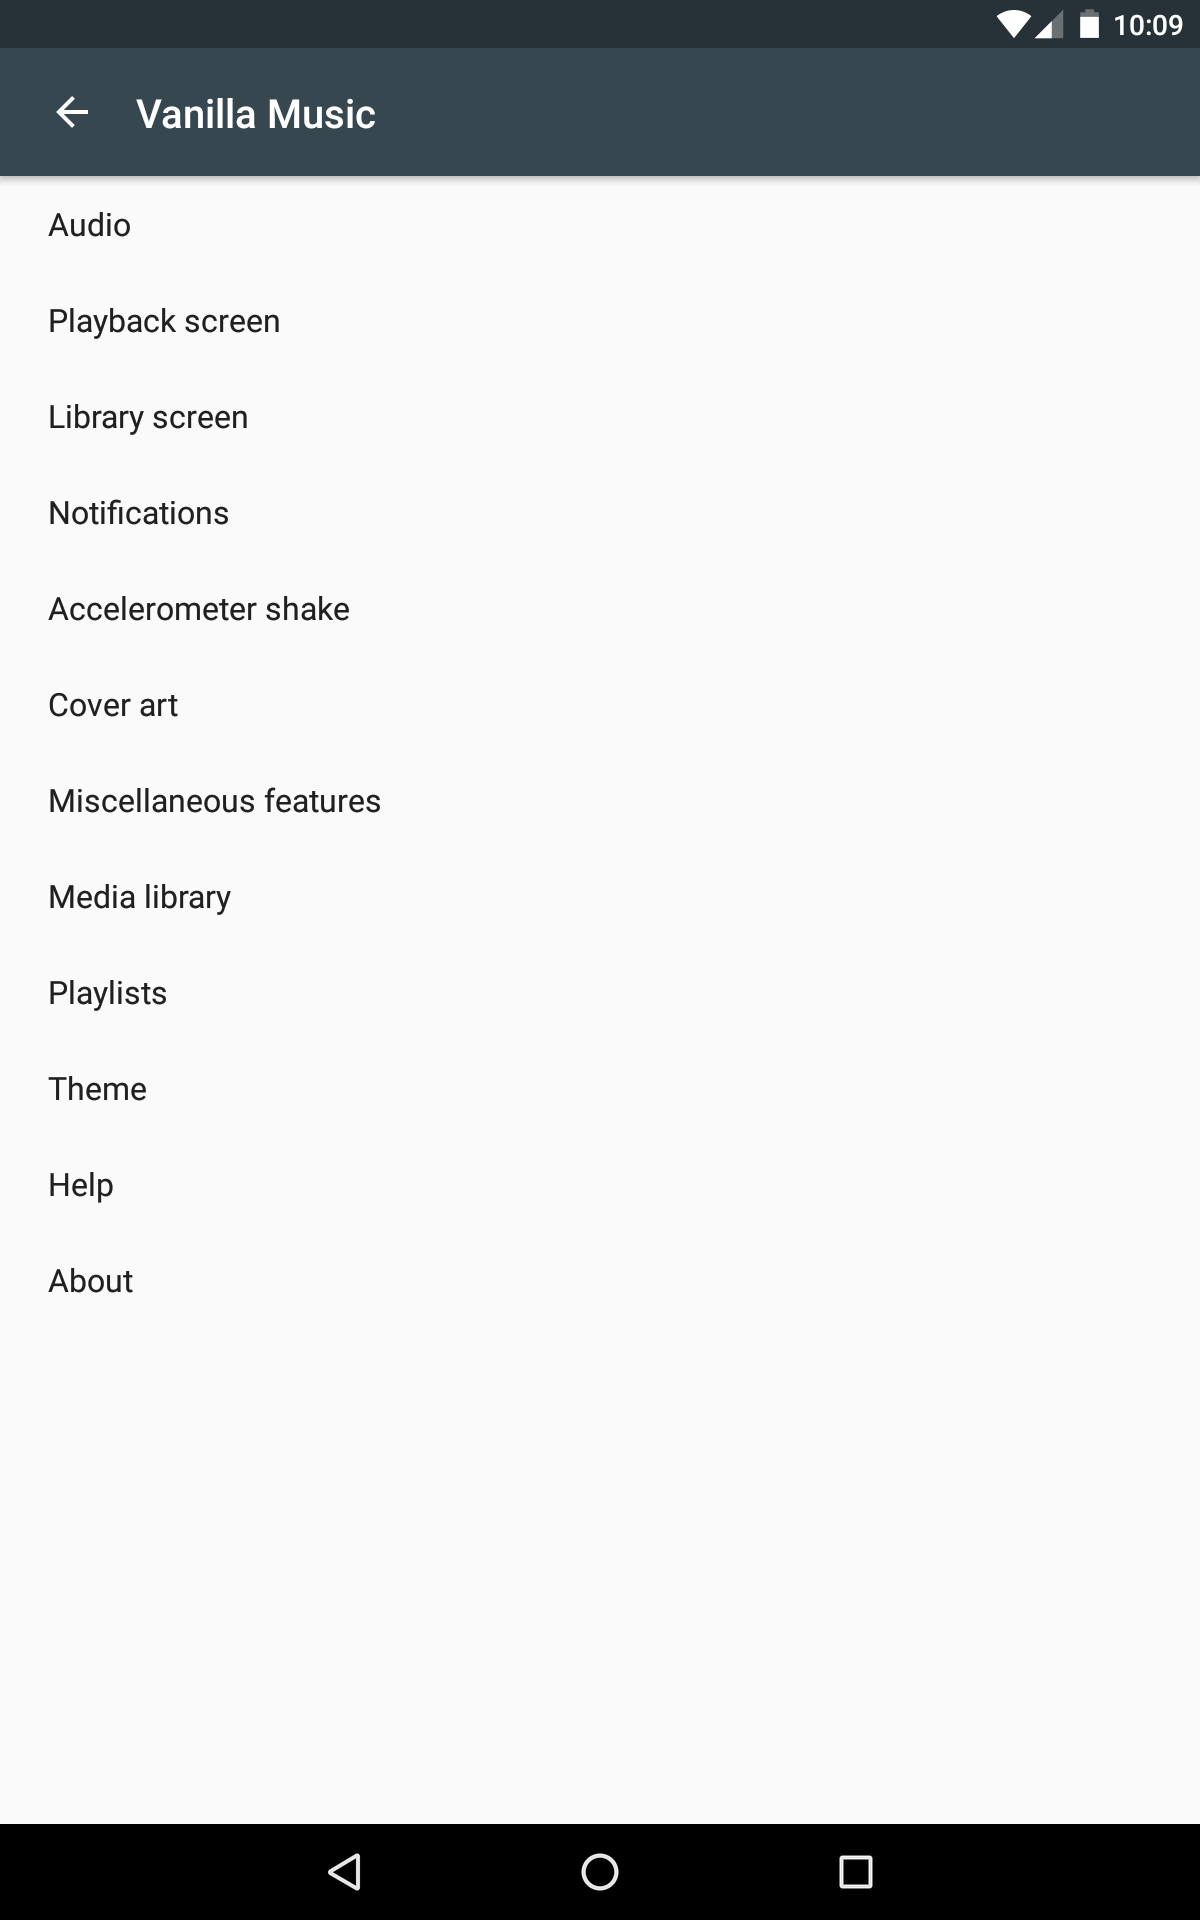 10:09
Vanilla Music
Audio
Playback screen
Library screen
Notifications
Accelerometer shake
Cover art
Miscellaneous features
Media library
Playlists
Theme
Help
About